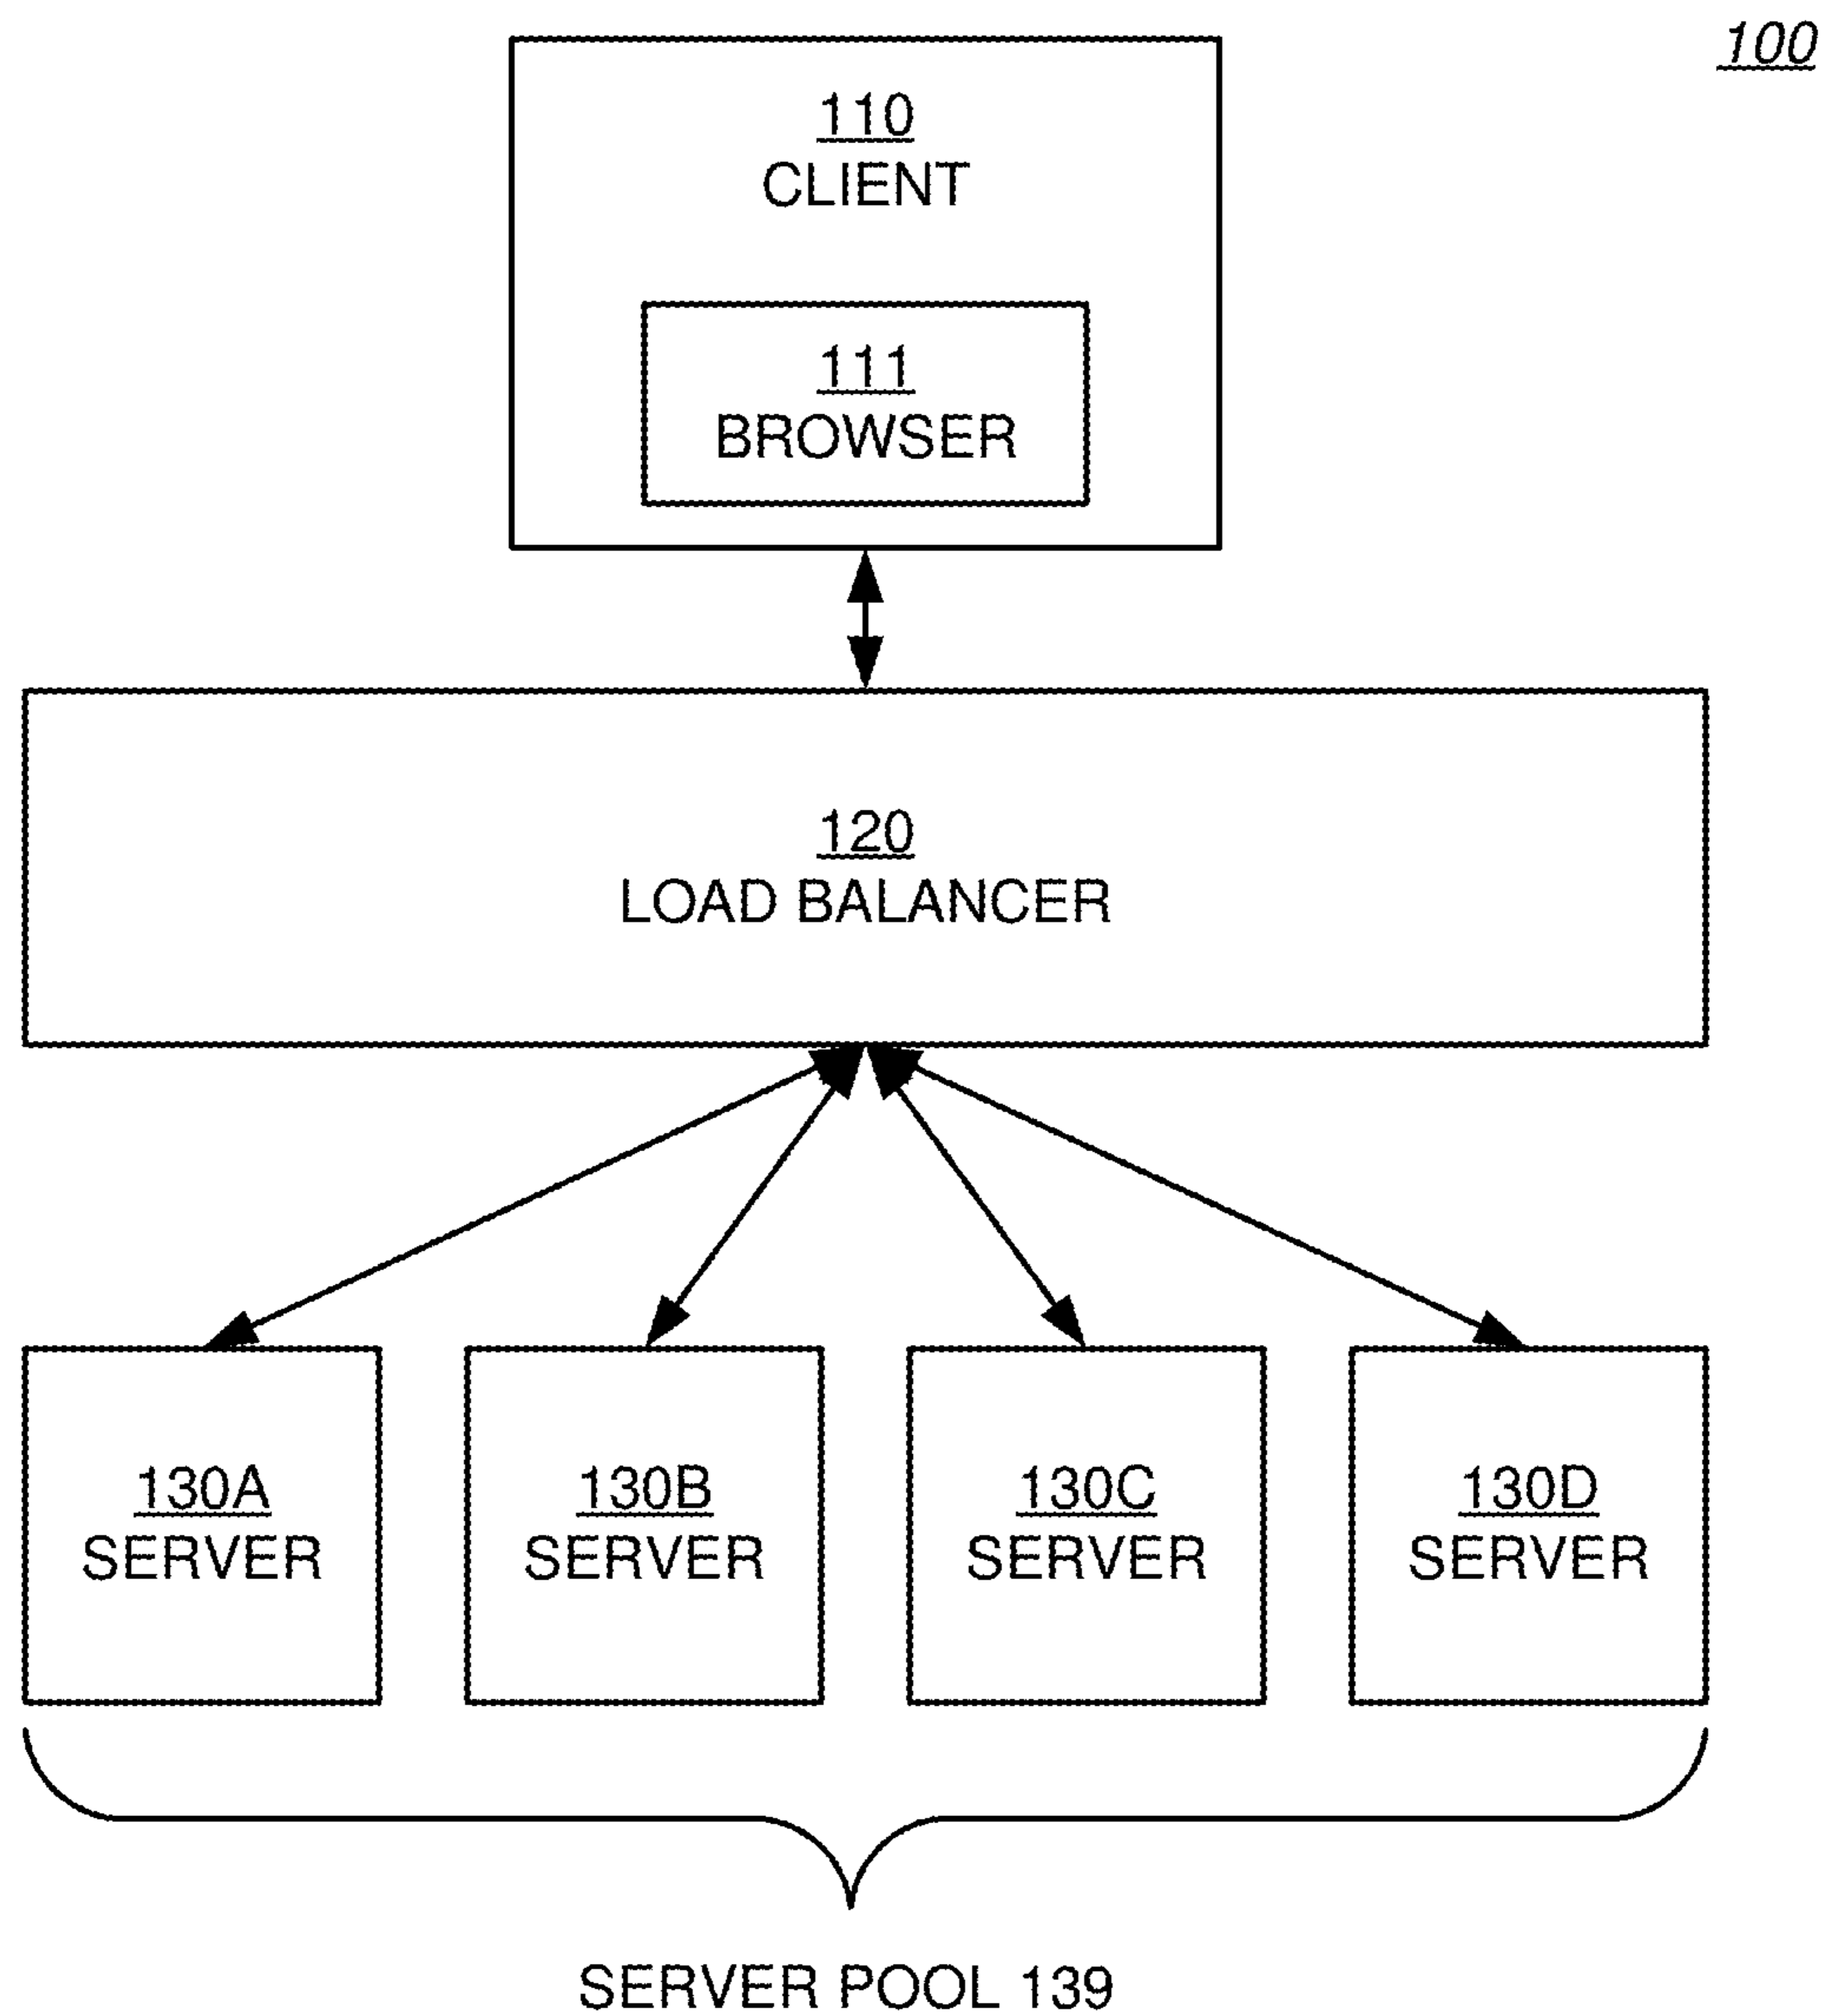 100
110
CLIENT
111
BROWSER
120
LOAD BALANCER
130A
SERVER
130B
SERVER
130C
SERVER
130D
SERVER
SERVER POOL 139